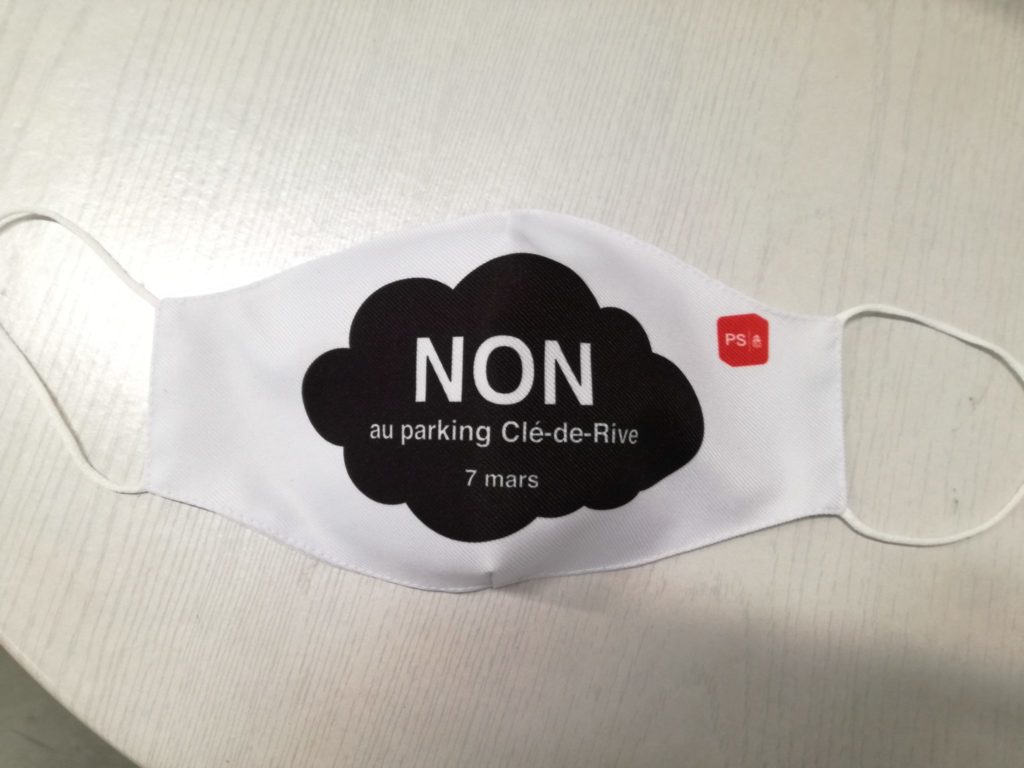 NON
au parking Clé-de-Rive
7 mars
PS